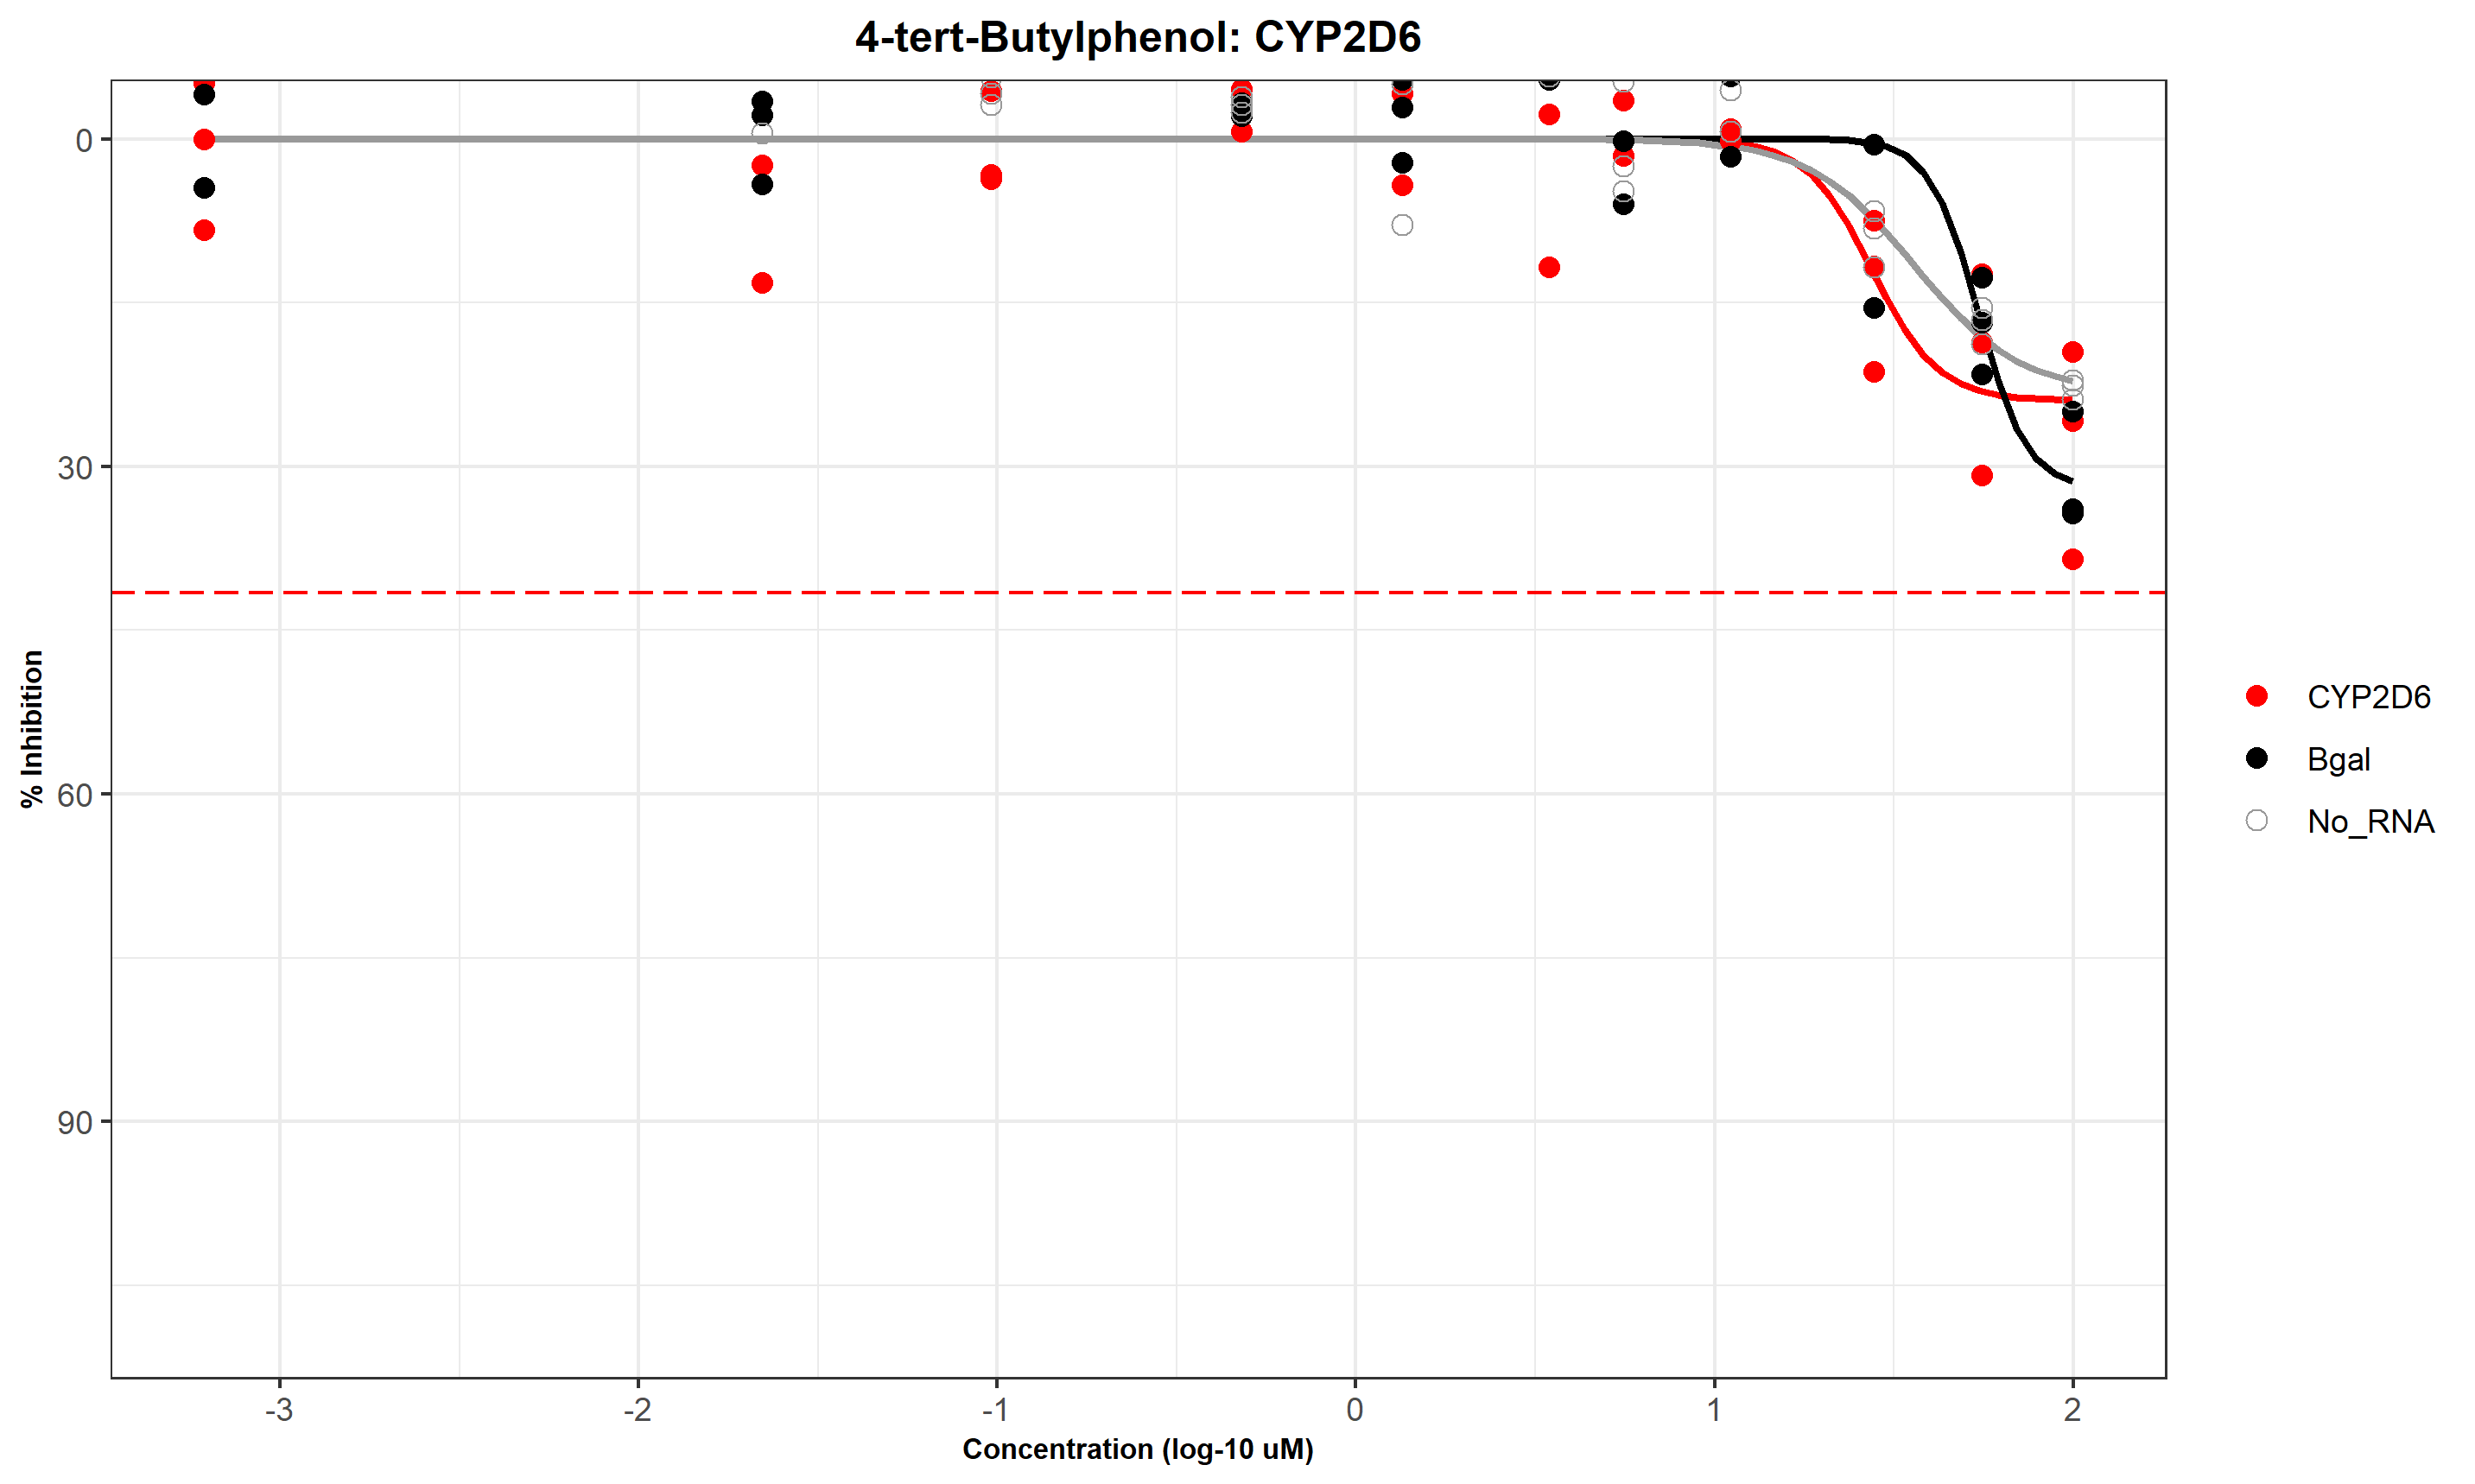 4-tert-Butylphenol: CYP2D6
0
30
60
90
% Inhibition
-3
-2
-1
0
1
2
Concentration (log-10 uM)
CYP2D6
Bgal
No_RNA